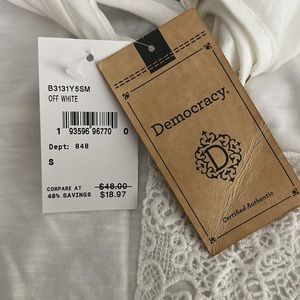 B3131Y5SM
OFF WHITE
1 93596 96770 0
Dept: 848
S
COMPARE AT $48.00
48% SAVINGS $18.97
Democracy
D
Certified Authentic